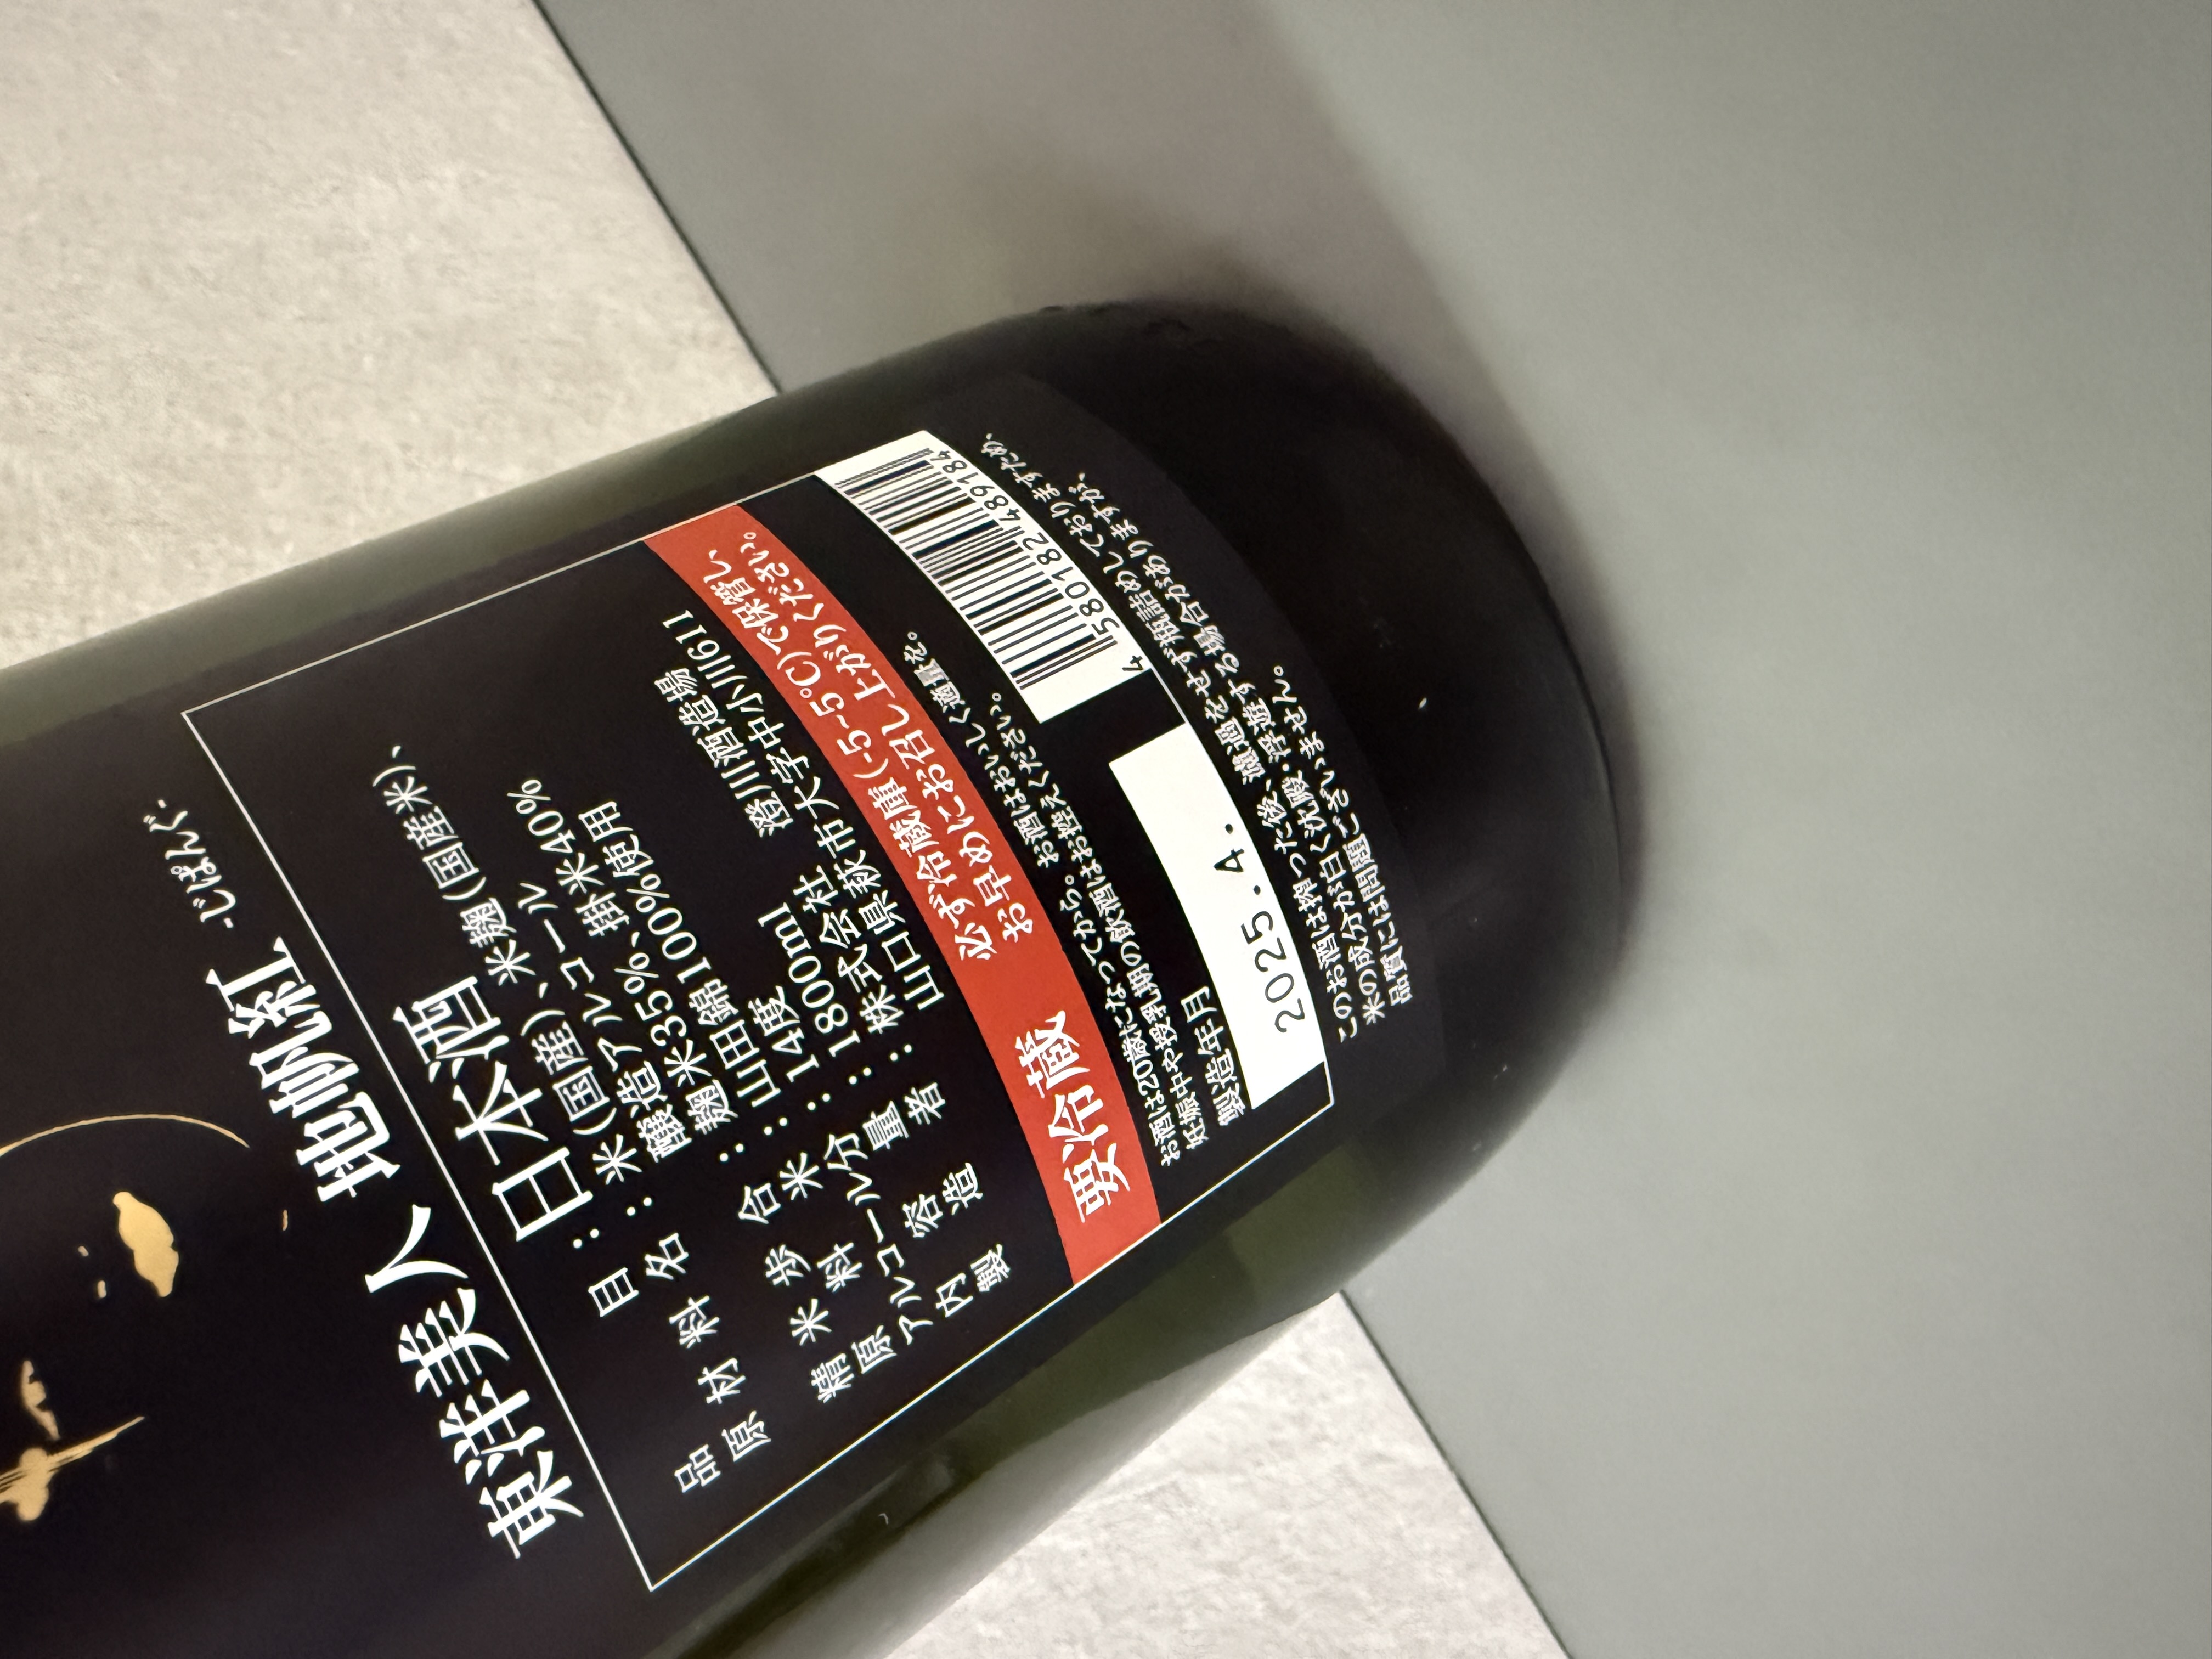 東洋美人 地帆紅 -じぱんぐ-
日本酒
品目：日本酒
原材料名：米(国産)、米麹(国産米)、
醸造アルコール
精米歩合：麹米35%、掛米40%
原料米：山田錦100%使用
アルコール分：14度
内容量：1800ml
製造者：株式会社 澄川酒造場
山口県萩市大字中小川611
要冷蔵
必ず冷蔵庫(-5~5℃)で保管し、
お早めにお召し上がりください。
お酒は20歳になってから。お酒はおいしく適量を。
妊娠中や授乳期の飲酒はお控えください。
製造年月
2025.4.
4 580182 489184
このお酒は搾った後、濾過をせず瓶詰めしておりますため、
米の成分が白く沈殿・浮遊する場合がありますが、
品質には問題ございません。